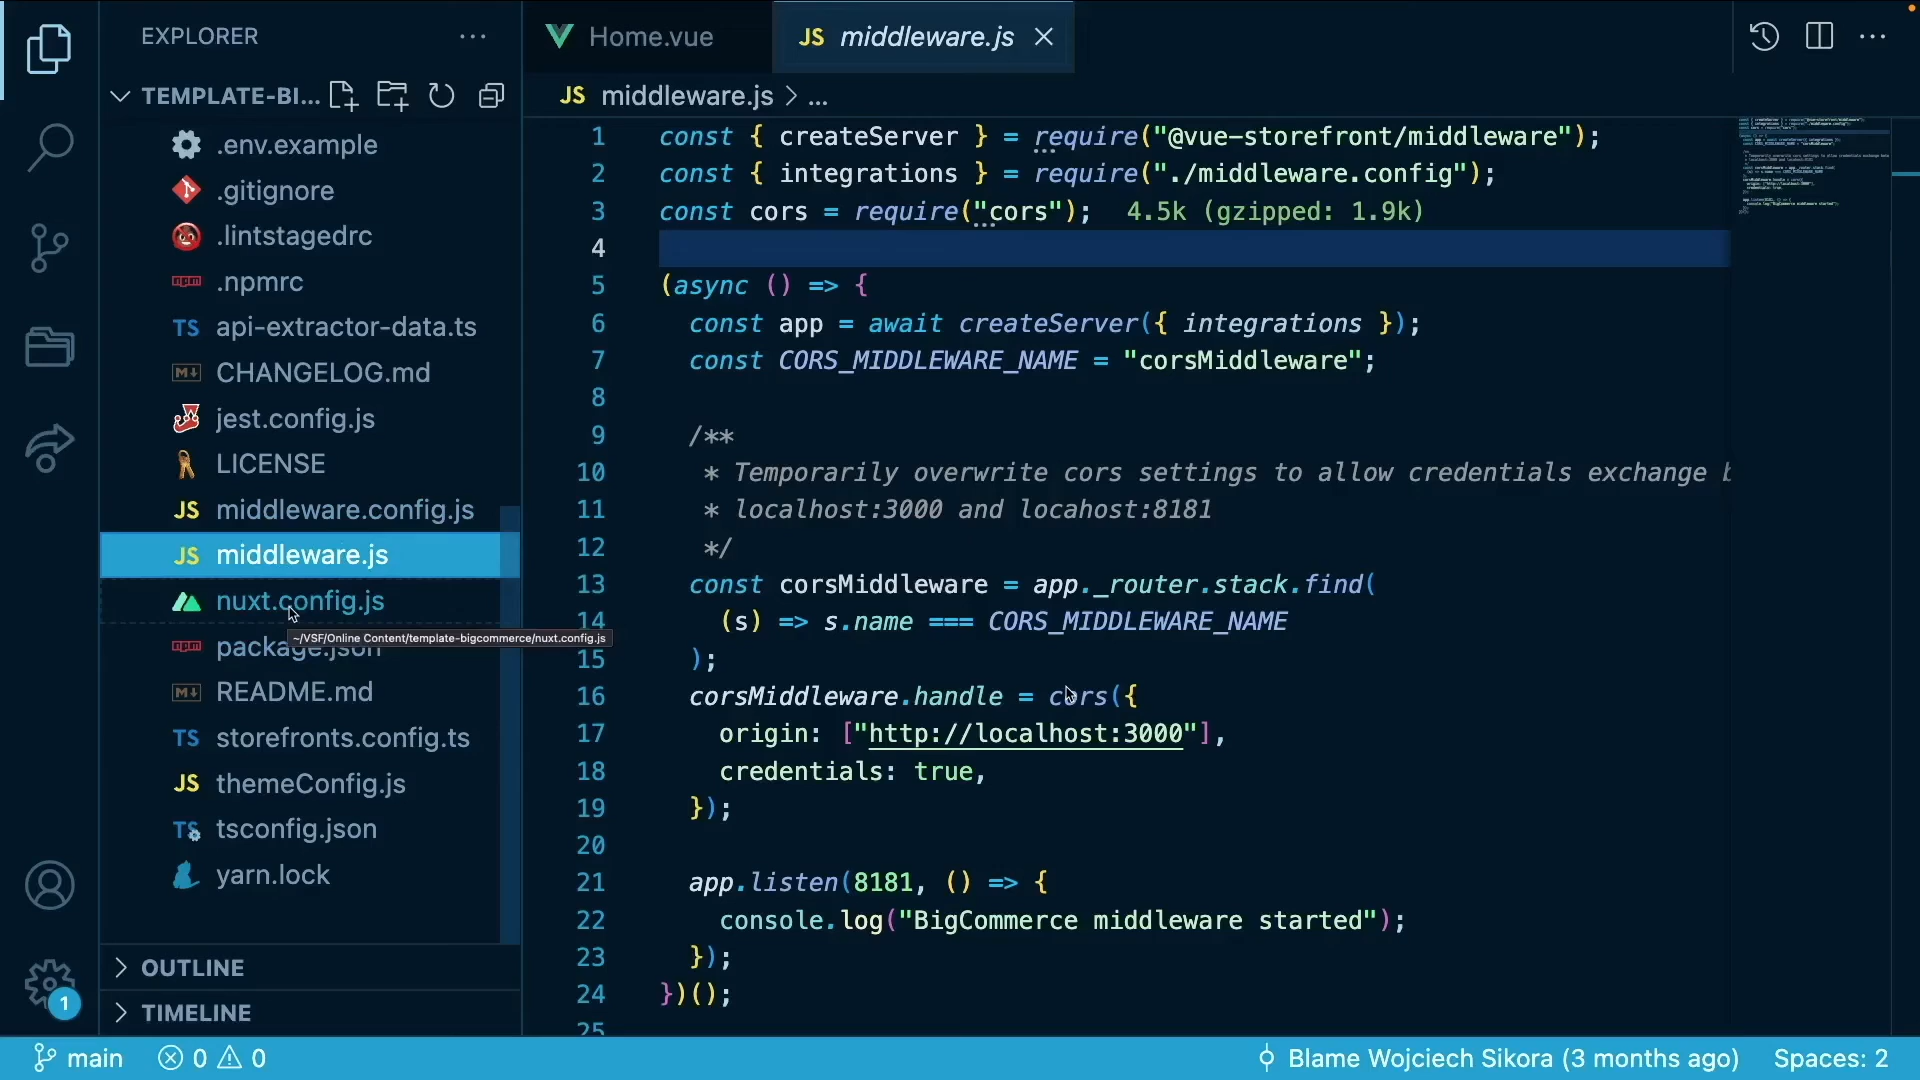 EXPLORER
TEMPLATE-BI...
.env.example
.gitignore
.lintstagedrc
.npmrc
TS api-extractor-data.ts
M↓ CHANGELOG.md
jest.config.js
LICENSE
JS middleware.config.js
JS middleware.js
nuxt.config.js
~/VSF/Online Content/template-bigcommerce/nuxt.config.js
package.json
M↓ README.md
TS storefronts.config.ts
JS themeConfig.js
TS tsconfig.json
yarn.lock
OUTLINE
TIMELINE
1
Home.vue
JS middleware.js
JS middleware.js > ...
1 const { createServer } = require("@vue-storefront/middleware");
2 const { integrations } = require("./middleware.config");
3 const cors = require("cors"); 4.5k (gzipped: 1.9k)
4
5 (async () => {
6 const app = await createServer({ integrations });
7 const CORS_MIDDLEWARE_NAME = "corsMiddleware";
8
9 /**
10 * Temporarily overwrite cors settings to allow credentials exchange b
11 * localhost:3000 and locahost:8181
12 */
13 const corsMiddleware = app._router.stack.find(
14 (s) => s.name === CORS_MIDDLEWARE_NAME
15 );
16 corsMiddleware.handle = cors({
17 origin: ["http://localhost:3000"],
18 credentials: true,
19 });
20
21 app.listen(8181, () => {
22 console.log("BigCommerce middleware started");
23 });
24 })();
25
main 0 0
Blame Wojciech Sikora (3 months ago) Spaces: 2